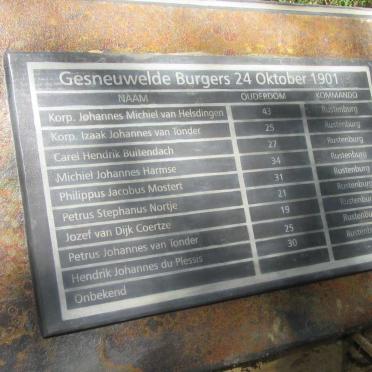 Gesneuwelde Burgers 24 Oktober 1901
NAAM OUDERDOM KOMMANDO
Korp. Johannes Michiel van Helsdingen 43 Rustenburg
Korp. Izaak Johannes van Tonder 25 Rustenburg
Carel Hendrik Buitendach 27 Rustenburg
Michiel Johannes Harmse 34 Rustenburg
Philippus Jacobus Mostert 31 Rustenburg
Petrus Stephanus Nortje 21 Rustenburg
Jozef van Dijk Coertze 19 Rustenburg
Petrus Johannes van Tonder 25 Rustenburg
Hendrik Johannes du Plessis 30 Rustenburg
Onbekend